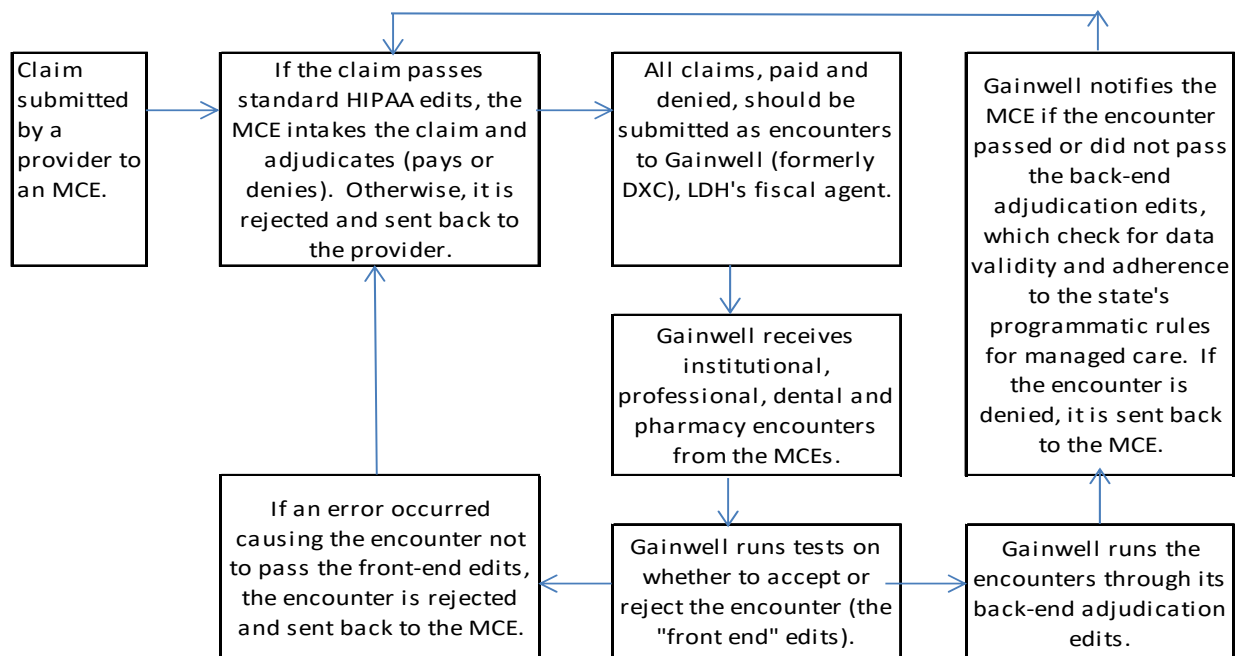 Claim
submitted
by a
provider to
an MCE.
If the claim passes
standard HIPAA edits, the
MCE intakes the claim and
adjudicates (pays or
denies).  Otherwise, it is
rejected and sent back to
the provider.
All claims, paid and
denied, should be
submitted as encounters
to Gainwell (formerly
DXC), LDH's fiscal agent.
Gainwell receives
institutional,
professional, dental and
pharmacy encounters
from the MCEs.
Gainwell runs tests on
whether to accept or
reject the encounter (the
"front end" edits).
If an error occurred
causing the encounter not
to pass the front-end edits,
the encounter is rejected
and sent back to the MCE.
Gainwell runs the
encounters through its
back-end adjudication
edits.
Gainwell notifies the
MCE if the encounter
passed or did not pass
the back-end
adjudication edits,
which check for data
validity and adherence
to the state's
programmatic rules
for managed care.  If
the encounter is
denied, it is sent back
to the MCE.